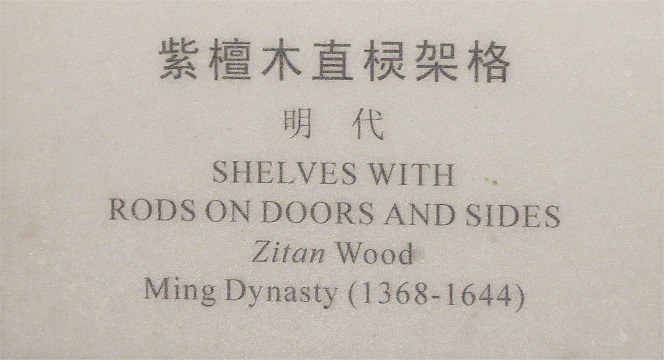 紫檀木直棂架格
明 代
SHELVES WITH
RODS ON DOORS AND SIDES
Zitan Wood
Ming Dynasty (1368-1644)